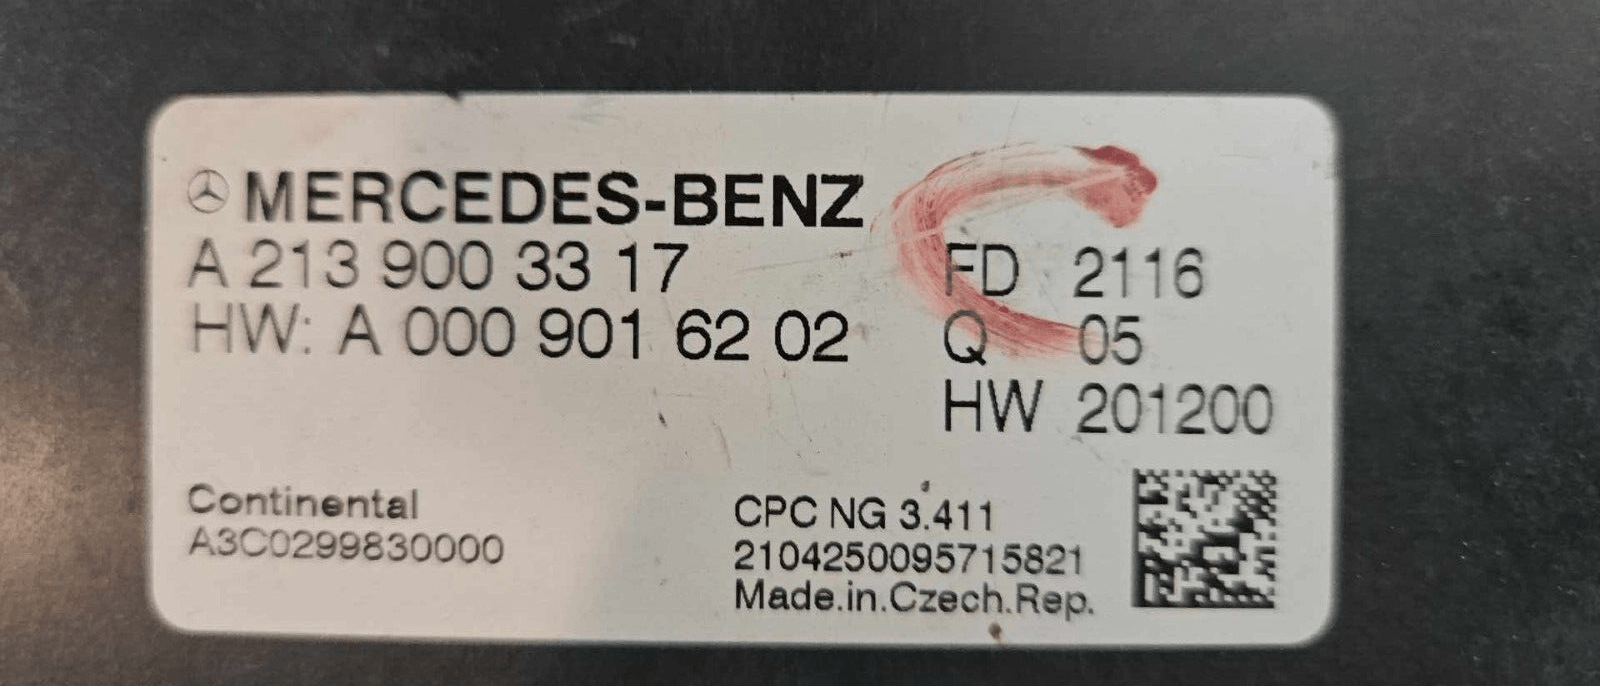 MERCEDES-BENZ
A 213 900 33 17
HW: A 000 901 62 02
FD 2116
Q 05
HW 201200
Continental
A3C0299830000
CPC NG 3.411
2104250095715821
Made.in.Czech.Rep.